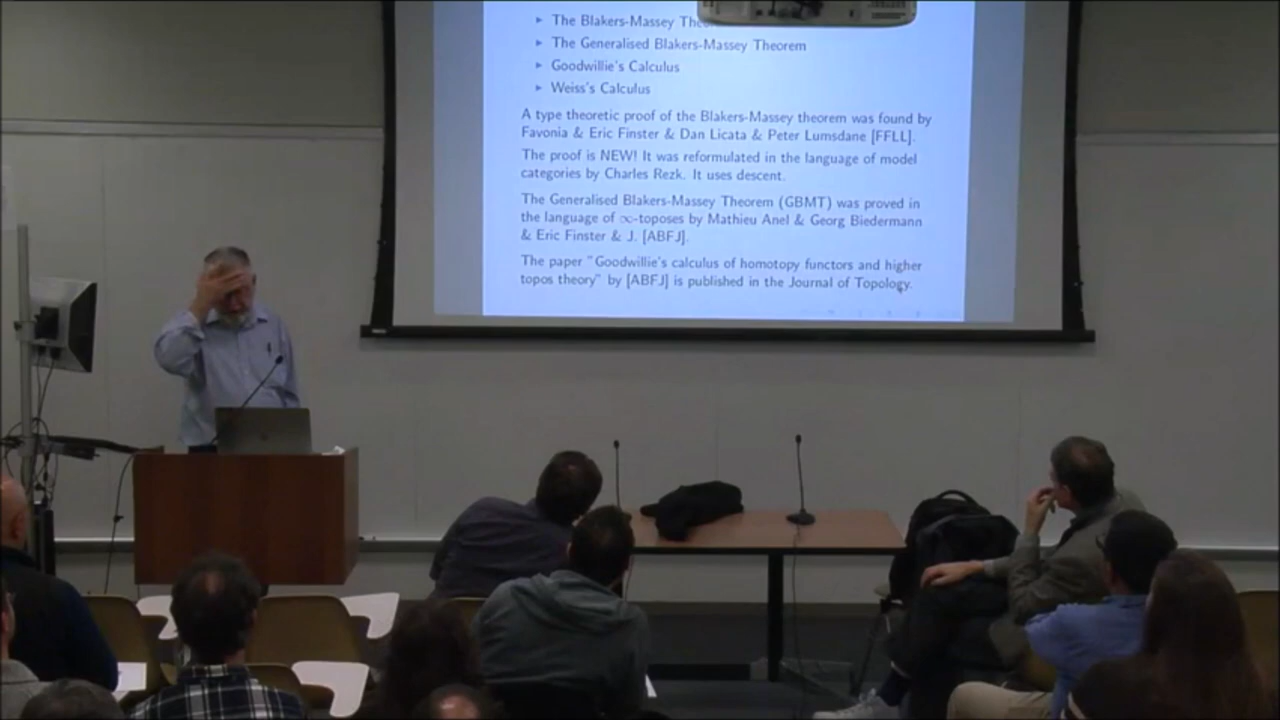 ▸ The Blakers-Massey
▸ The Generalised Blakers-Massey Theorem
▸ Goodwillie's Calculus
▸ Weiss's Calculus
A type theoretic proof of the Blakers-Massey theorem was found by
Favonia & Eric Finster & Dan Licata & Peter Lumsdane [FFLL].
The proof is NEW! It was reformulated in the language of model
categories by Charles Rezk. It uses descent.
The Generalised Blakers-Massey Theorem (GBMT) was proved in
the language of ∞-toposes by Mathieu Anel & Georg Biedermann
& Eric Finster & J. [ABFJ].
The paper "Goodwillie's calculus of homotopy functors and higher
topos theory" by [ABFJ] is published in the Journal of Topology.